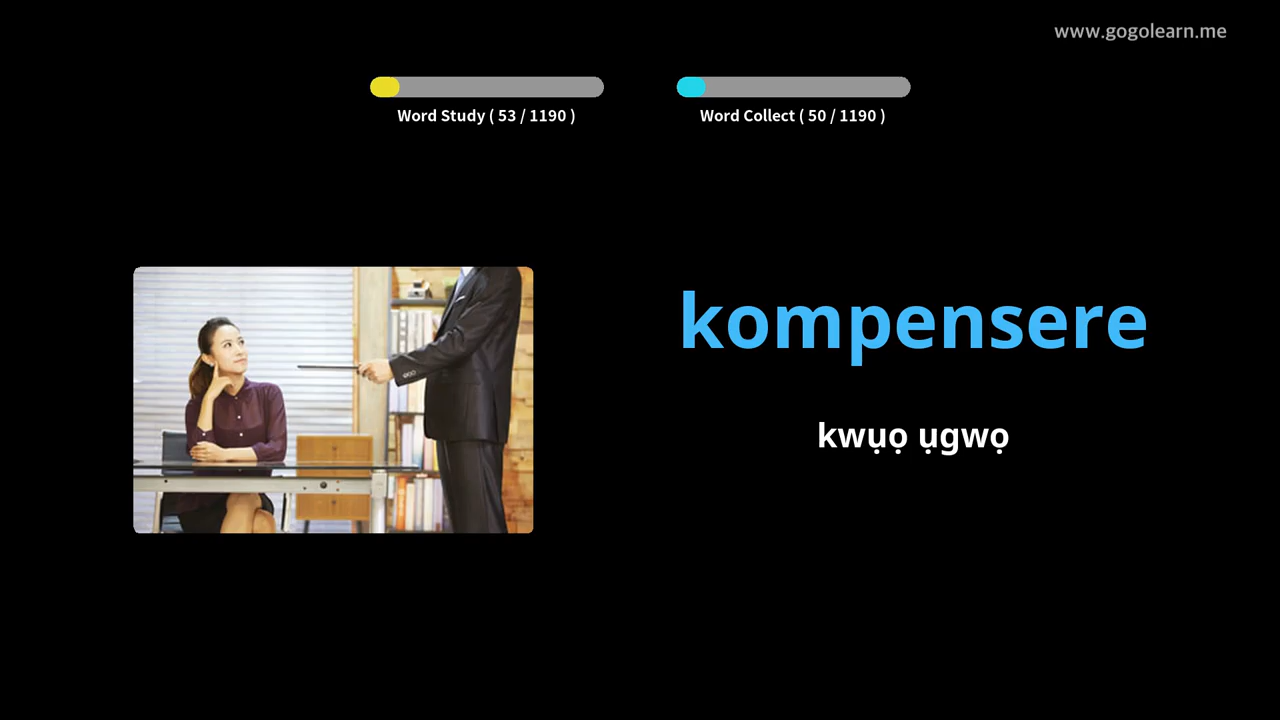 www.gogolearn.me
Word Study ( 53 / 1190 )
Word Collect ( 50 / 1190 )
kompensere
kwụọ ụgwọ